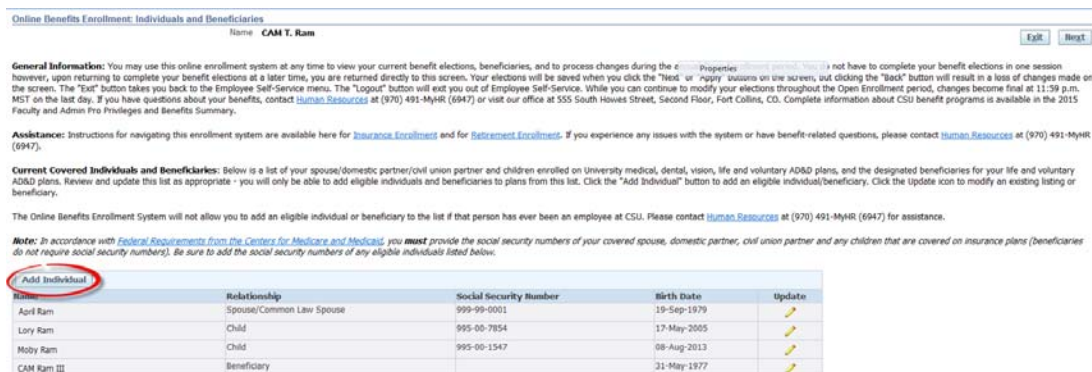 Online Benefits Enrollment: Individuals and Beneficiaries
Name CAM T. Ram
Exit Next
General Information: You may use this online enrollment system at any time to view your current benefit elections, beneficiaries, and to process changes during the a Properties period. You do not have to complete your benefit elections in one session
however, upon returning to complete your benefit elections at a later time, you are returned directly to this screen. Your elections will be saved when you click the "Next" or "Apply" buttons on the screen, but clicking the "Back" button will result in a loss of changes made on
the screen. The "Exit" button takes you back to the Employee Self-Service menu. The "Logout" button will exit you out of Employee Self-Service. While you can continue to modify your elections throughout the Open Enrollment period, changes become final at 11:59 p.m.
MST on the last day. If you have questions about your benefits, contact Human Resources at (970) 491-MyHR (6947) or visit our office at 555 South Howes Street, Second Floor, Fort Collins, CO. Complete information about CSU benefit programs is available in the 2015
Faculty and Admin Pro Privileges and Benefits Summary.
Assistance: Instructions for navigating this enrollment system are available here for Insurance Enrollment and for Retirement Enrollment. If you experience any issues with the system or have benefit-related questions, please contact Human Resources at (970) 491-MyHR
(6947).
Current Covered Individuals and Beneficiaries: Below is a list of your spouse/domestic partner/civil union partner and children enrolled on University medical, dental, vision, life and voluntary AD&D plans, and the designated beneficiaries for your life and voluntary
AD&D plans. Review and update this list as appropriate - you will only be able to add eligible individuals and beneficiaries to plans from this list. Click the "Add Individual" button to add an eligible individual/beneficiary. Click the Update icon to modify an existing listing or
beneficiary.
The Online Benefits Enrollment System will not allow you to add an eligible individual or beneficiary to the list if that person has ever been an employee at CSU. Please contact Human Resources at (970) 491-MyHR (6947) for assistance.
Note: In accordance with Federal Requirements from the Centers for Medicare and Medicaid, you must provide the social security numbers of your covered spouse, domestic partner, civil union partner and any children that are covered on insurance plans (beneficiaries
do not require social security numbers). Be sure to add the social security numbers of any eligible individuals listed below.
Add Individual
Name Relationship Social Security Number Birth Date Update
April Ram Spouse/Common Law Spouse 999-99-0001 19-Sep-1979
Lory Ram Child 995-00-7854 17-May-2005
Moby Ram Child 995-00-1547 08-Aug-2013
CAM Ram III Beneficiary 31-May-1977